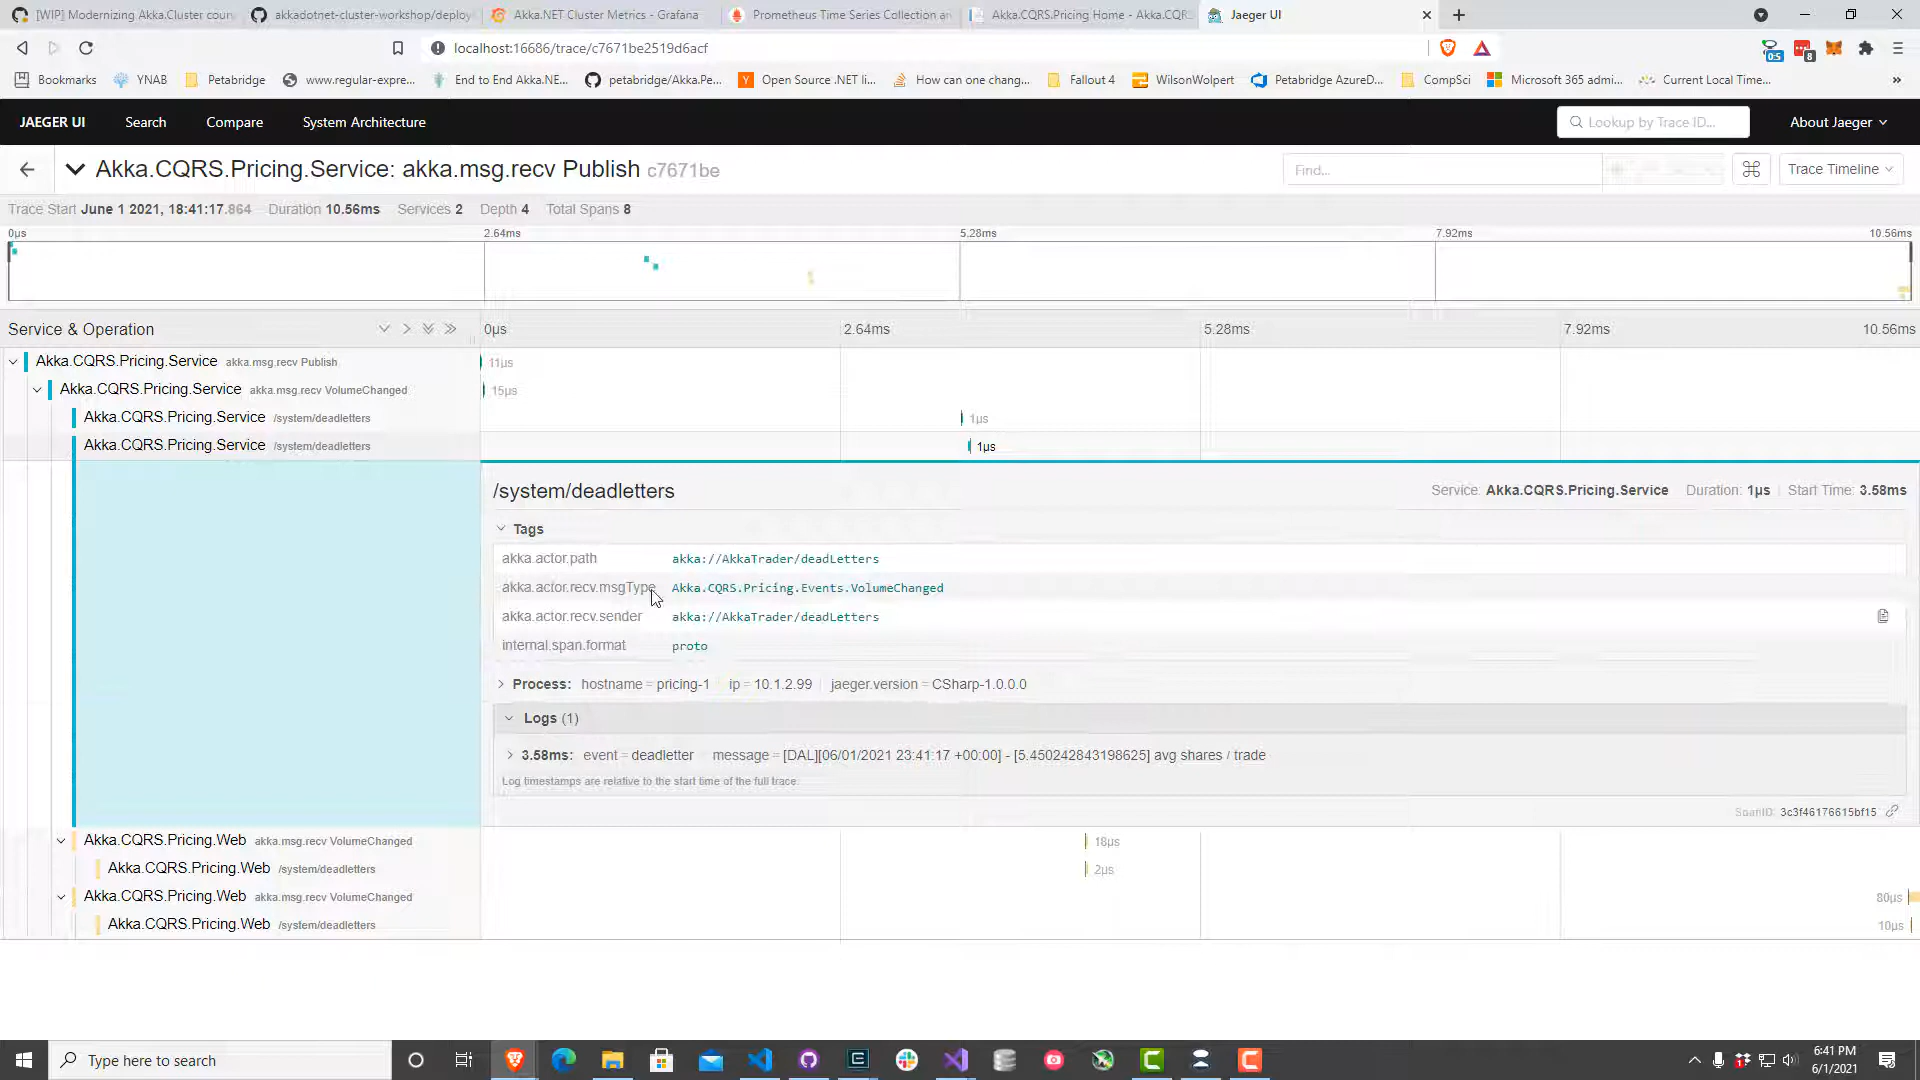 [WIP] Modernizing Akka.Cluster coun
akkadotnet-cluster-workshop/deploy
Akka.NET Cluster Metrics - Grafana
Prometheus Time Series Collection an
Akka.CQRS.Pricing Home - Akka.CQRS
Jaeger UI
localhost:16686/trace/c7671be2519d6acf
0:5
8
Bookmarks
YNAB
Petabridge
www.regular-expre...
End to End Akka.NE...
petabridge/Akka.Pe...
Open Source .NET li...
How can one chang...
Fallout 4
WilsonWolpert
Petabridge AzureD...
CompSci
Microsoft 365 admi...
Current Local Time...
JAEGER UI
Search
Compare
System Architecture
Lookup by Trace ID...
About Jaeger
Akka.CQRS.Pricing.Service: akka.msg.recv Publish c7671be
Find...
Trace Timeline
Trace Start June 1 2021, 18:41:17.864 Duration 10.56ms Services 2 Depth 4 Total Spans 8
0μs 2.64ms 5.28ms 7.92ms 10.56ms
Service & Operation
0μs 2.64ms 5.28ms 7.92ms 10.56ms
Akka.CQRS.Pricing.Service akka.msg.recv Publish 11μs
Akka.CQRS.Pricing.Service akka.msg.recv VolumeChanged 15μs
Akka.CQRS.Pricing.Service /system/deadletters 1μs
Akka.CQRS.Pricing.Service /system/deadletters 1μs
/system/deadletters
Service: Akka.CQRS.Pricing.Service Duration: 1μs Start Time: 3.58ms
Tags
akka.actor.path akka://AkkaTrader/deadLetters
akka.actor.recv.msgType Akka.CQRS.Pricing.Events.VolumeChanged
akka.actor.recv.sender akka://AkkaTrader/deadLetters
internal.span.format proto
Process: hostname = pricing-1 ip = 10.1.2.99 jaeger.version = CSharp-1.0.0.0
Logs (1)
3.58ms: event = deadletter message = [DAL][06/01/2021 23:41:17 +00:00] - [5.450242843198625] avg shares / trade
Log timestamps are relative to the start time of the full trace.
SpanID: 3c3f46176615bf15
Akka.CQRS.Pricing.Web akka.msg.recv VolumeChanged 18μs
Akka.CQRS.Pricing.Web /system/deadletters 2μs
Akka.CQRS.Pricing.Web akka.msg.recv VolumeChanged 80μs
Akka.CQRS.Pricing.Web /system/deadletters 10μs
Type here to search
6:41 PM
6/1/2021